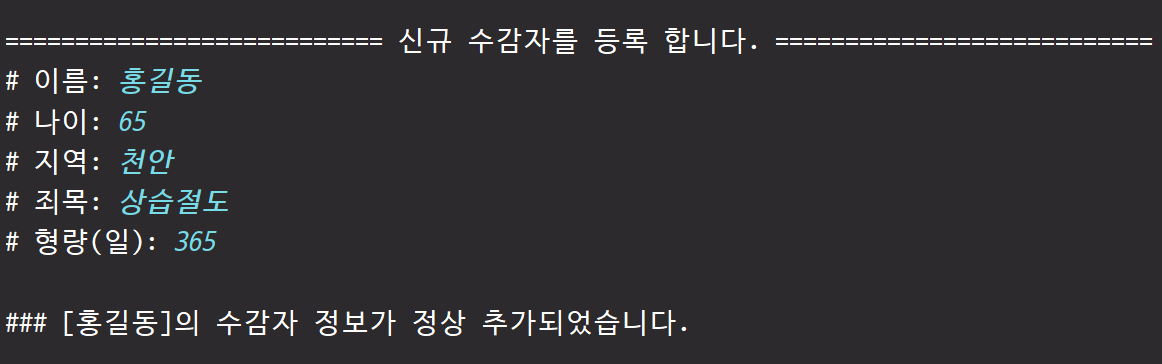 =========================== 신규 수감자를 등록 합니다. ===========================
# 이름: 홍길동
# 나이: 65
# 지역: 천안
# 죄목: 상습절도
# 형량(일): 365
### [홍길동]의 수감자 정보가 정상 추가되었습니다.